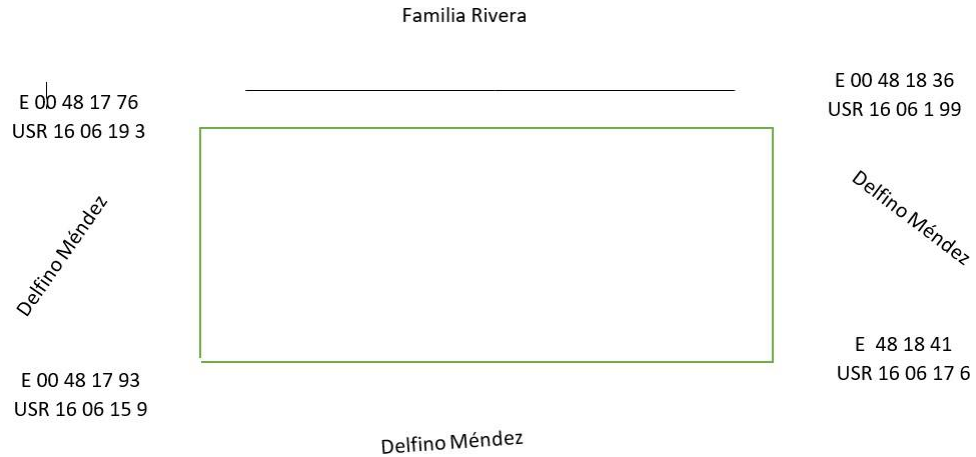 Familia Rivera
E 00 48 17 76
USR 16 06 19 3
E 00 48 18 36
USR 16 06 1 99
Delfino Méndez
Delfino Méndez
E 00 48 17 93
USR 16 06 15 9
E 48 18 41
USR 16 06 17 6
Delfino Méndez